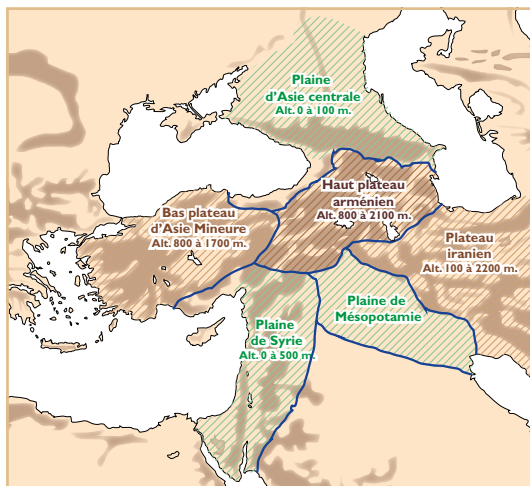 Plaine
d'Asie centrale
Alt. 0 à 100 m.
Haut plateau
arménien
Alt. 800 à 2100 m.
Bas plateau
d'Asie Mineure
Alt. 800 à 1700 m.
Plateau
iranien
Alt. 100 à 2200 m.
Plaine de
Mésopotamie
Plaine
de Syrie
Alt. 0 à 500 m.